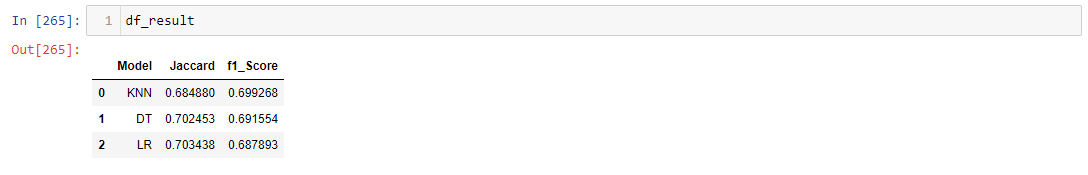 In [265]: 1 df_result
Out[265]:
Model Jaccard f1_Score
0 KNN 0.684880 0.699268
1 DT 0.702453 0.691554
2 LR 0.703438 0.687893